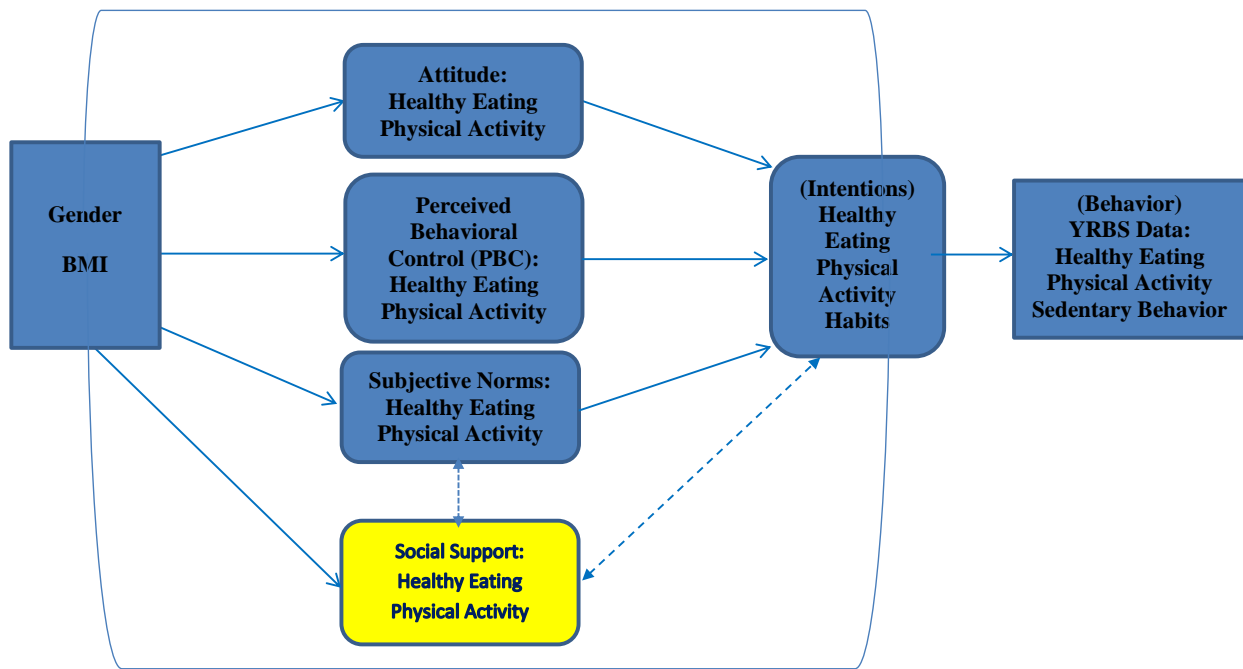 Gender
BMI
Attitude:
Healthy Eating
Physical Activity
Perceived
Behavioral
Control (PBC):
Healthy Eating
Physical Activity
Subjective Norms:
Healthy Eating
Physical Activity
Social Support:
Healthy Eating
Physical Activity
(Intentions)
Healthy
Eating
Physical
Activity
Habits
(Behavior)
YRBS Data:
Healthy Eating
Physical Activity
Sedentary Behavior